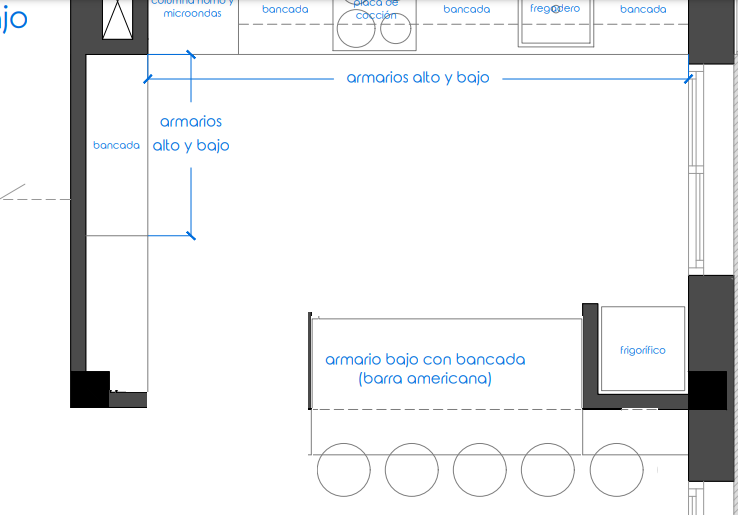 ajo
columna horno y
microondas
bancada
placa de
cocción
bancada
fregadero
bancada
armarios alto y bajo
armarios
alto y bajo
bancada
frigorífico
armario bajo con bancada
(barra americana)